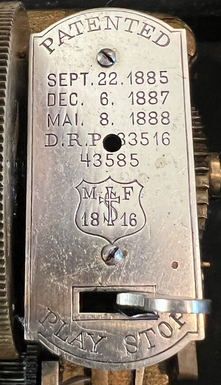 PATENTED
SEPT.22.1885
DEC. 6. 1887
MAI. 8. 1888
D.R.P. 33516
43585
M F
18 16
PLAY STOP